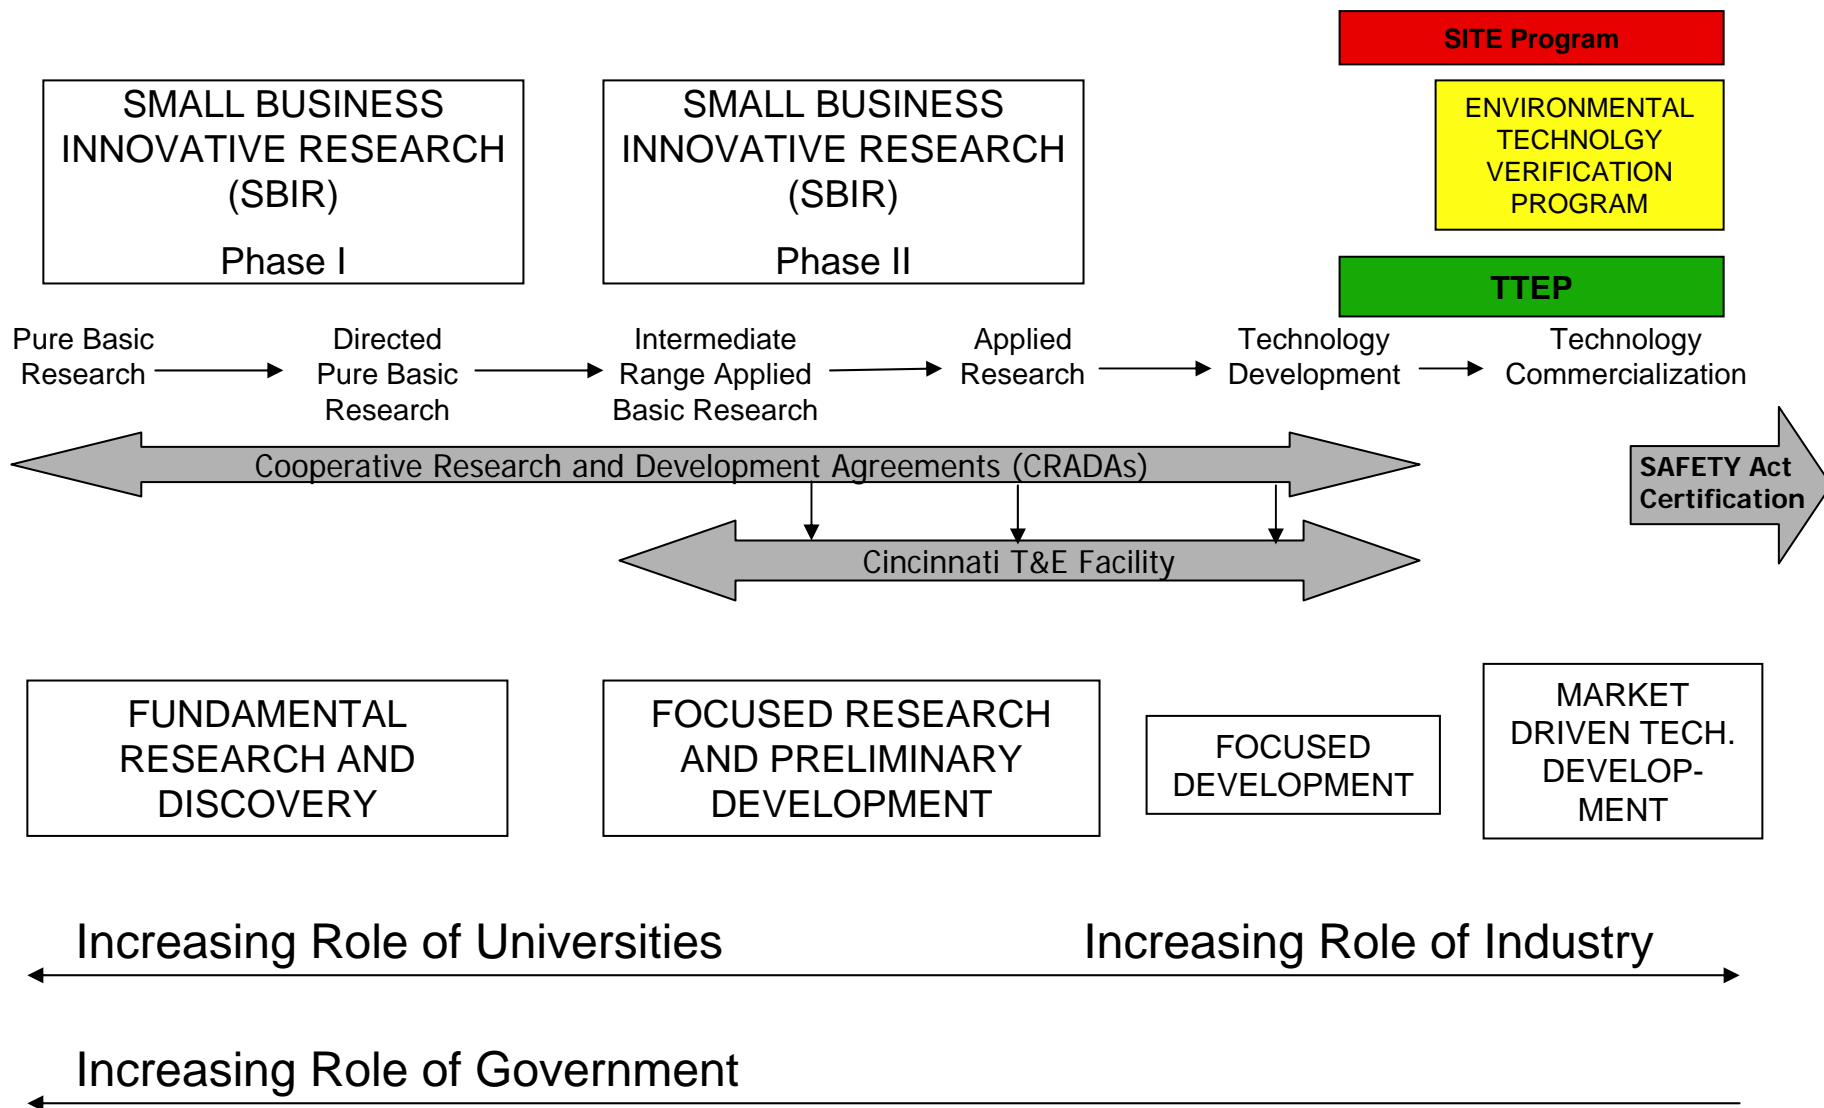 SITE Program
SMALL BUSINESS
INNOVATIVE RESEARCH
(SBIR)
Phase I
SMALL BUSINESS
INNOVATIVE RESEARCH
(SBIR)
Phase II
ENVIRONMENTAL
TECHNOLGY
VERIFICATION
PROGRAM
TTEP
Pure Basic
Research
Directed
Pure Basic
Research
Intermediate
Range Applied
Basic Research
Applied
Research
Technology
Development
Technology
Commercialization
Cooperative Research and Development Agreements (CRADAs)
SAFETY Act
Certification
Cincinnati T&E Facility
FUNDAMENTAL
RESEARCH AND
DISCOVERY
FOCUSED RESEARCH
AND PRELIMINARY
DEVELOPMENT
FOCUSED
DEVELOPMENT
MARKET
DRIVEN TECH.
DEVELOP-
MENT
Increasing Role of Universities
Increasing Role of Industry
Increasing Role of Government